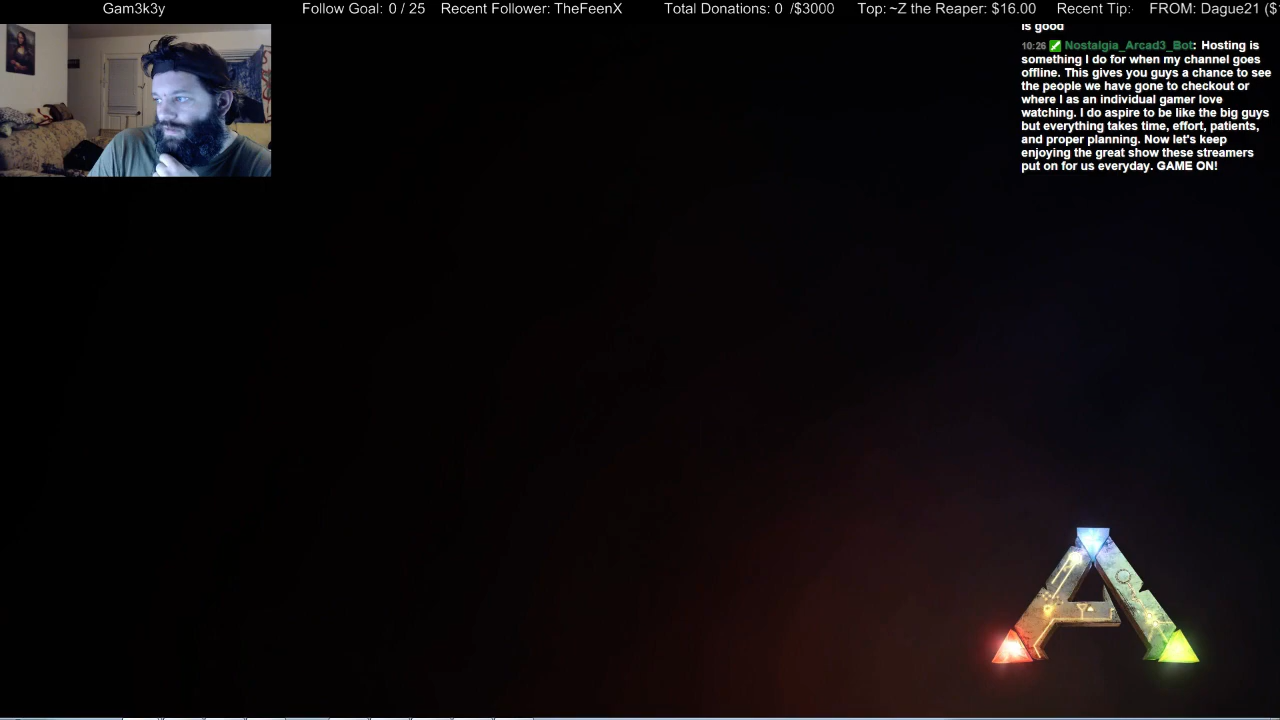 Gam3k3y Follow Goal: 0 / 25 Recent Follower: TheFeenX Total Donations: 0 /$3000 Top: ~Z the Reaper: $16.00 Recent Tip: FROM: Dague21 ($
is good
10:26 Nostalgia_Arcad3_Bot: Hosting is
something I do for when my channel goes
offline. This gives you guys a chance to see
the people we have gone to checkout or
where I as an individual gamer love
watching. I do aspire to be like the big guys
but everything takes time, effort, patients,
and proper planning. Now let's keep
enjoying the great show these streamers
put on for us everyday. GAME ON!